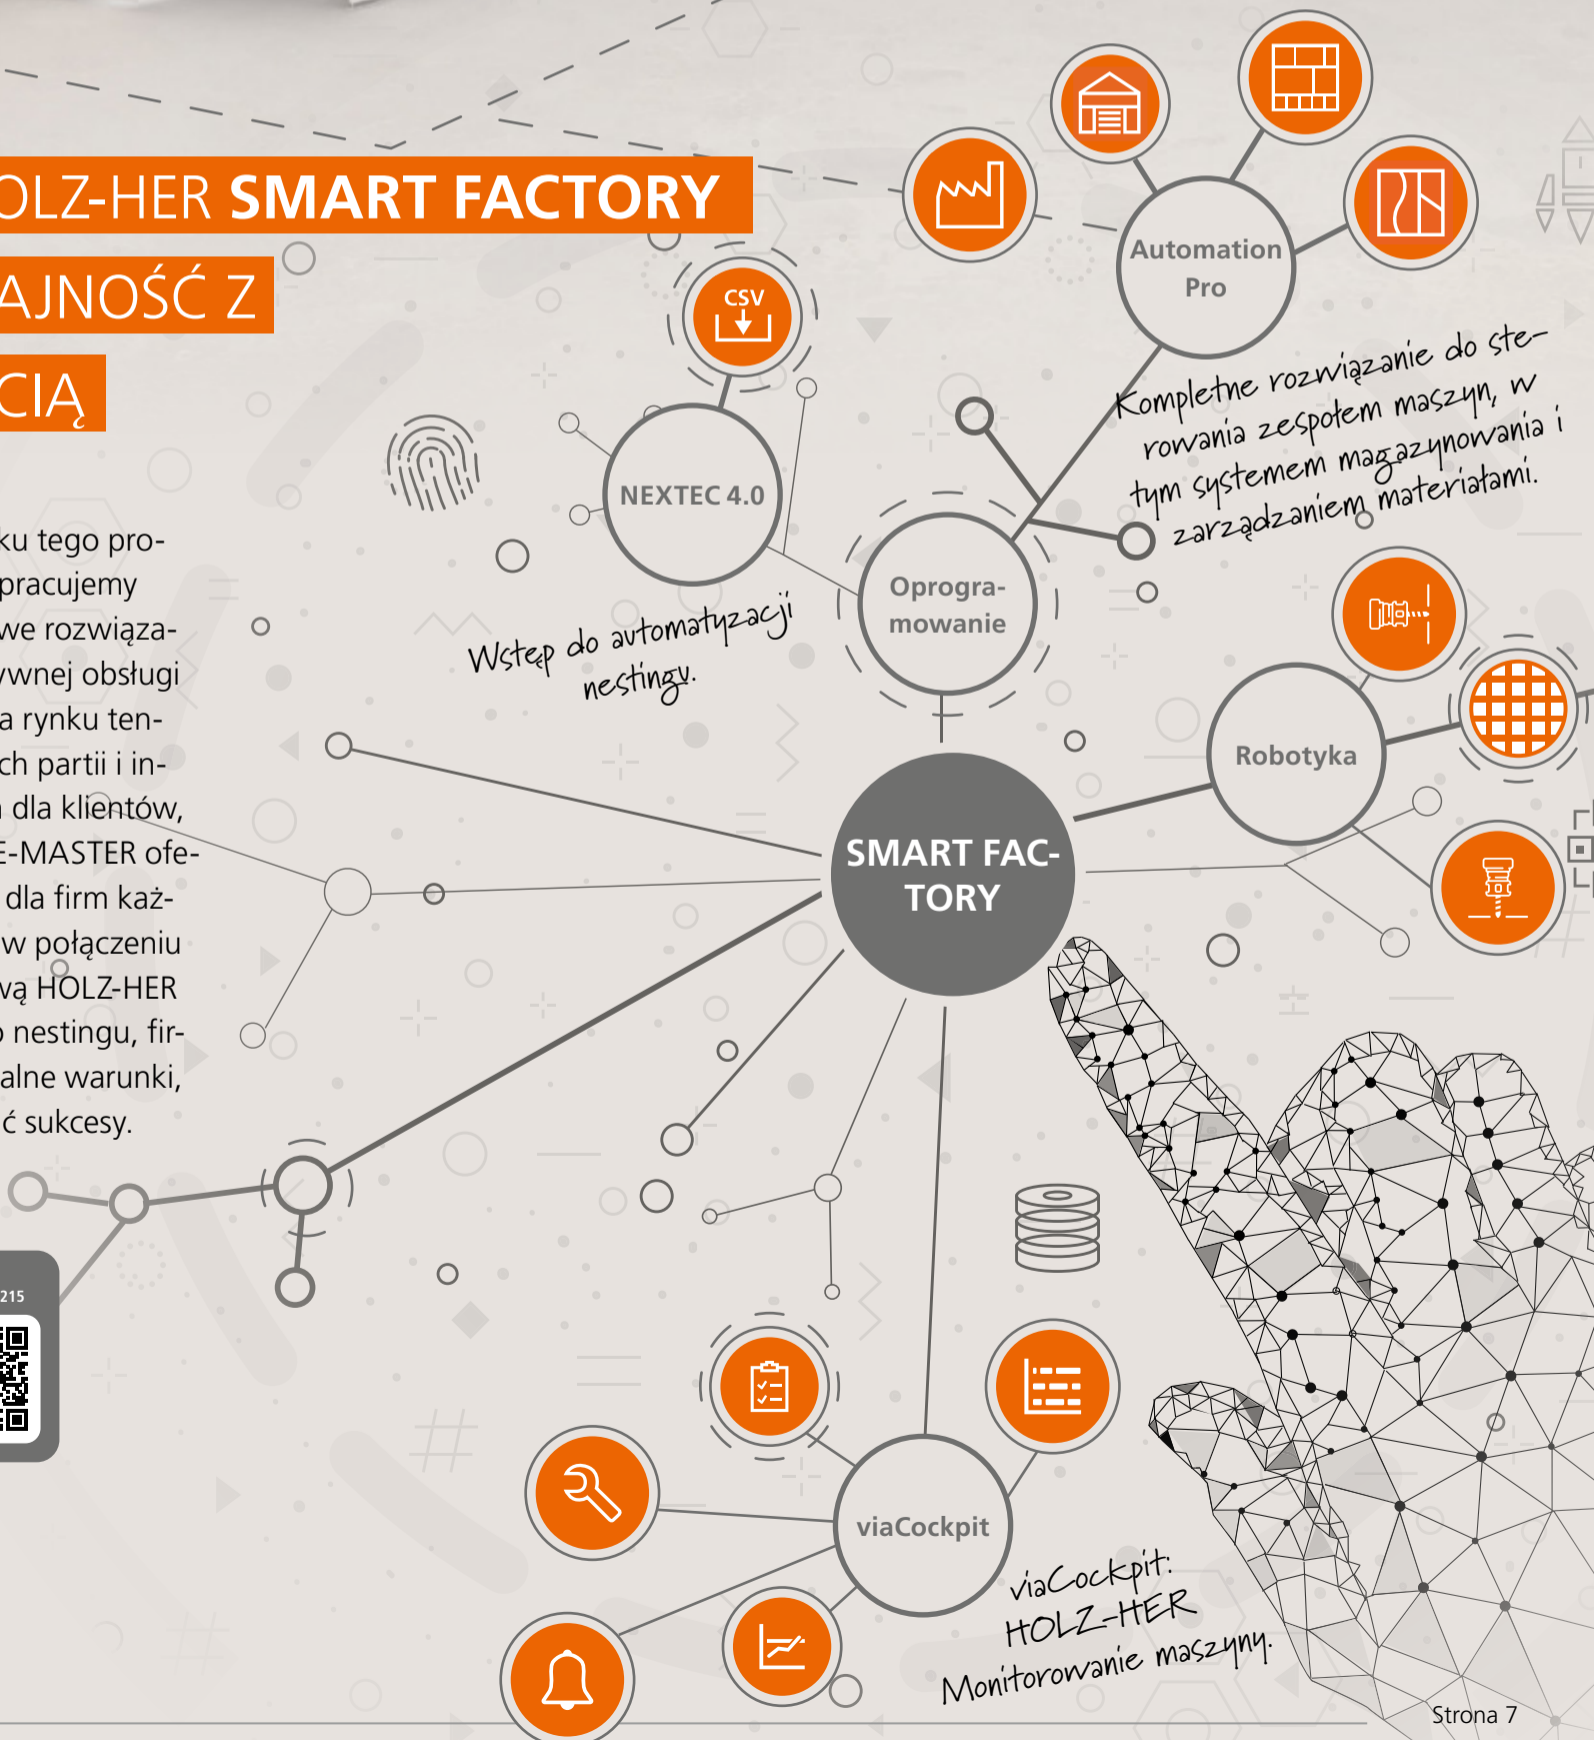 OLZ-HER SMART FACTORY
AJNOŚĆ Z
CIĄ
ku tego pro-
pracujemy
we rozwiąza-
ywnej obsługi
a rynku ten-
ch partii i in-
dla klientów,
E-MASTER ofe-
dla firm każ-
w połączeniu
wą HOLZ-HER
o nestingu, fir-
alne warunki,
ć sukcesy.
215
CSV
NEXTEC 4.0
Wstęp do automatyzacji
nestingu.
Automation
Pro
Kompletne rozwiązanie do ste-
rowania zespołem maszyn, w
tym systemem magazynowania i
zarządzaniem materiałami.
Oprogra-
mowanie
Robotyka
SMART FAC-
TORY
viaCockpit
viaCockpit:
HOLZ-HER
Monitorowanie maszyny.
Strona 7